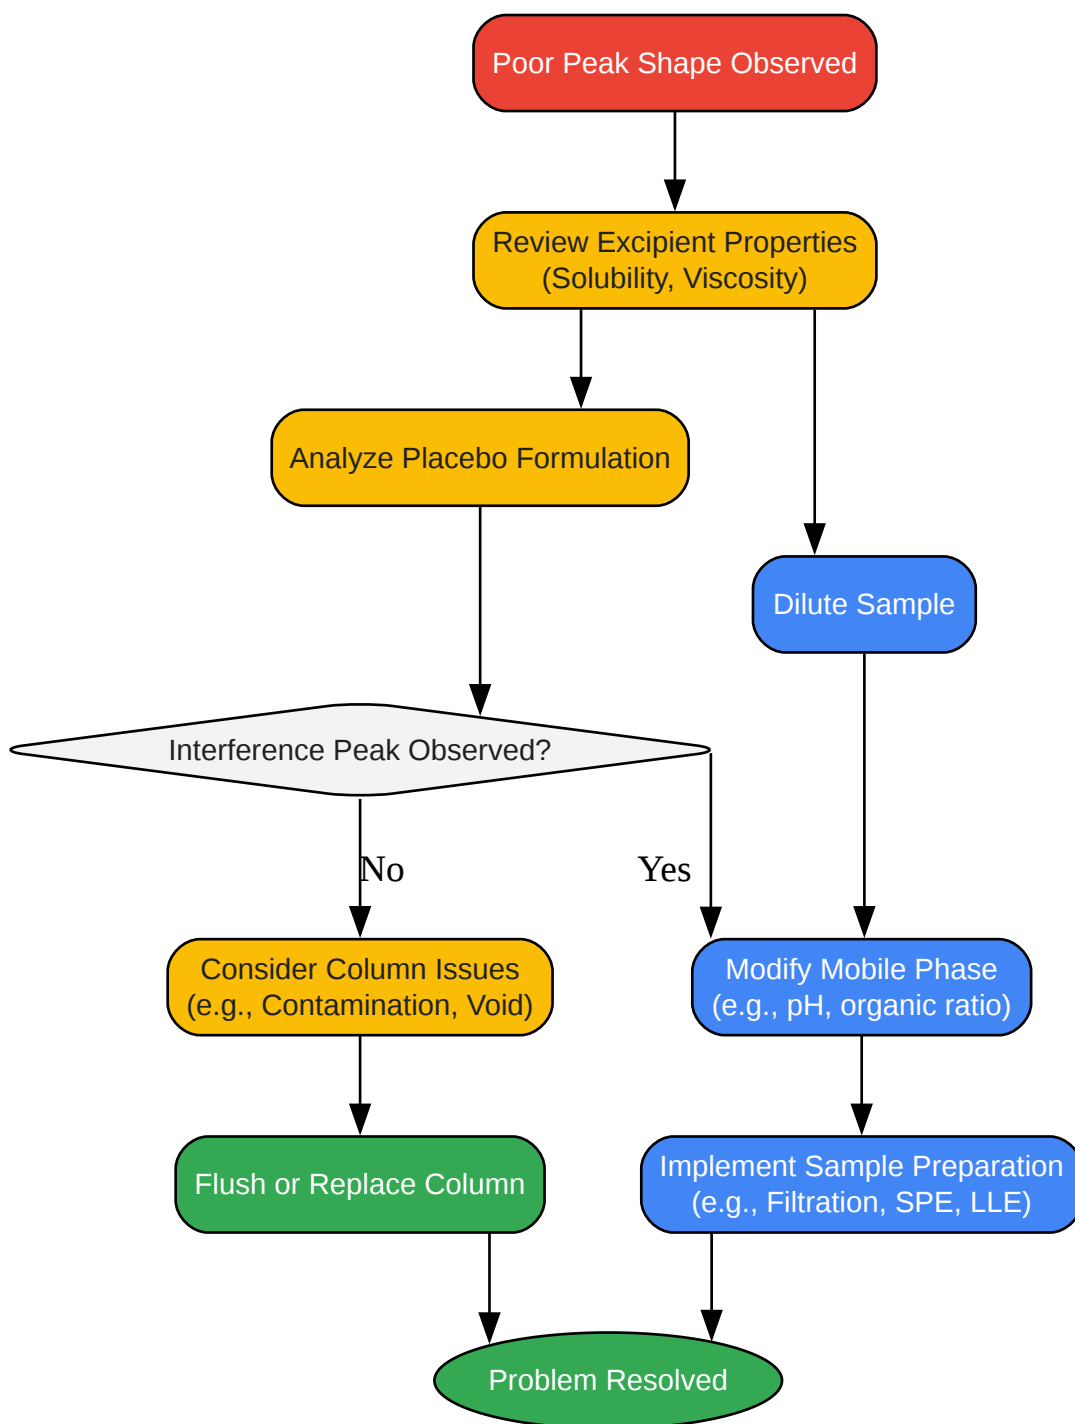 Poor Peak Shape Observed
Review Excipient Properties
(Solubility, Viscosity)
Analyze Placebo Formulation
Dilute Sample
Interference Peak Observed?
No
Yes
Consider Column Issues
(e.g., Contamination, Void)
Modify Mobile Phase
(e.g., pH, organic ratio)
Flush or Replace Column
Implement Sample Preparation
(e.g., Filtration, SPE, LLE)
Problem Resolved